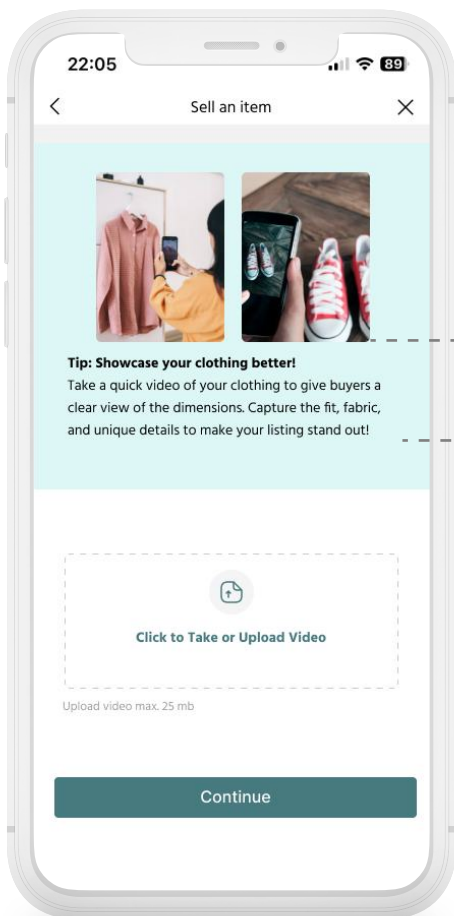 22:05
89
Sell an item
Tip: Showcase your clothing better!
Take a quick video of your clothing to give buyers a
clear view of the dimensions. Capture the fit, fabric,
and unique details to make your listing stand out!
Click to Take or Upload Video
Upload video max. 25 mb
Continue